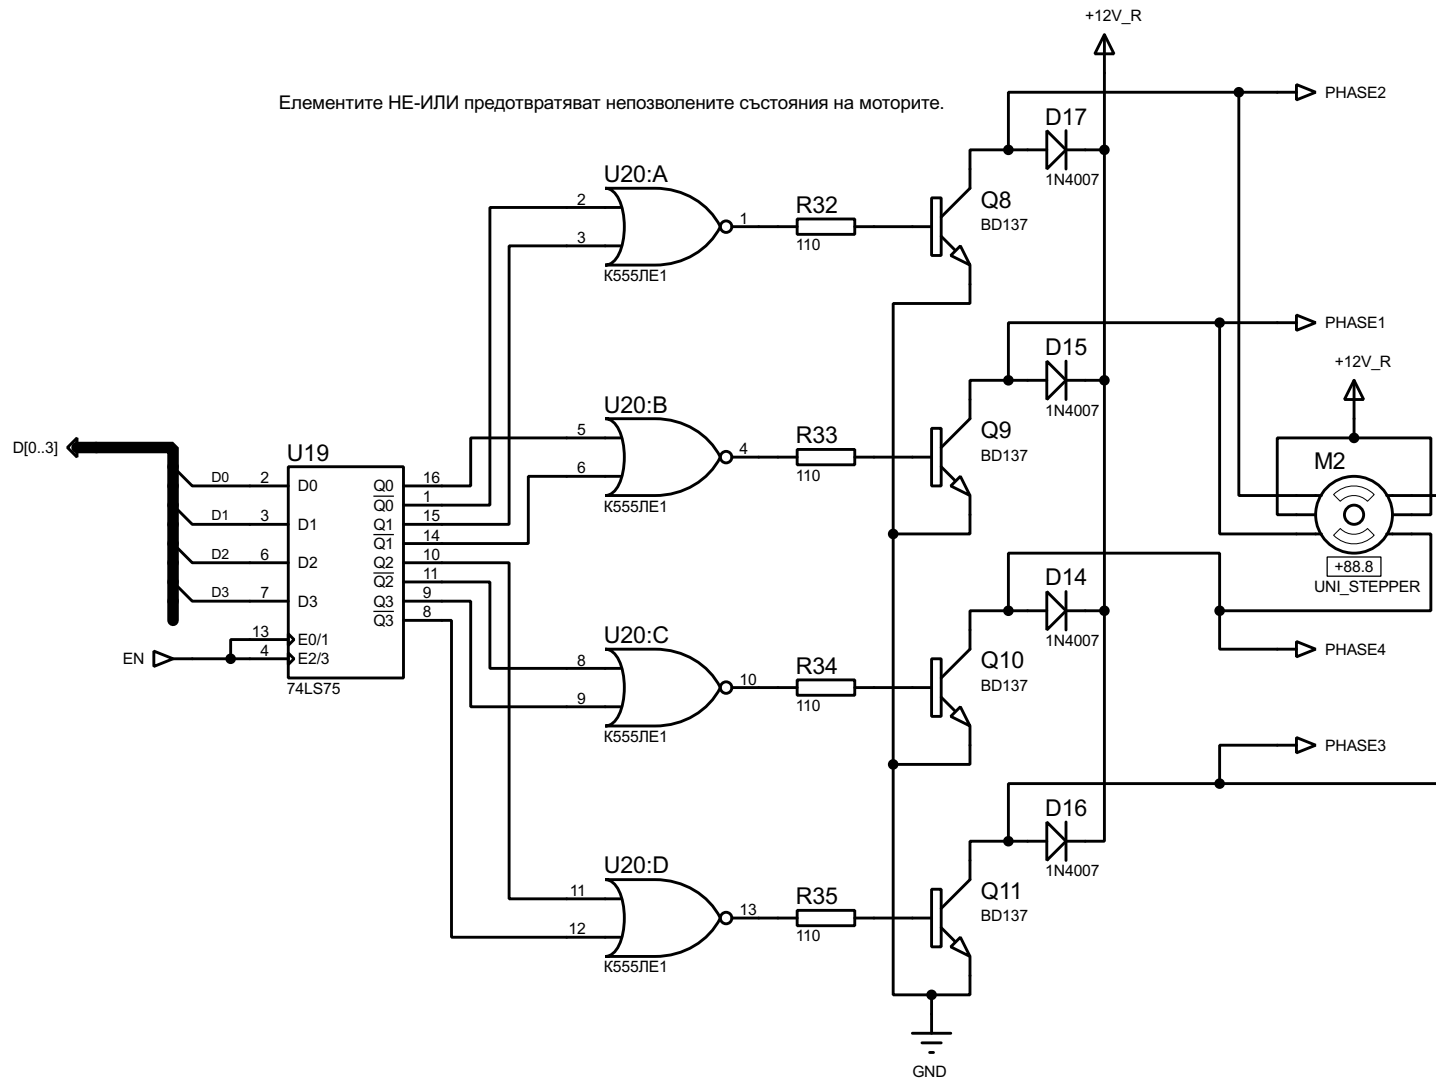 +12V_R
Елементите НЕ-ИЛИ предотвратяват непозволените състояния на моторите.
PHASE2
D17
1N4007
U20:A
2
3
1
К555ЛЕ1
R32
110
Q8
BD137
PHASE1
D15
1N4007
+12V_R
U20:B
5
6
4
К555ЛЕ1
R33
110
Q9
BD137
M2
+88.8
UNI_STEPPER
D[0..3]
U19
D0 2 D0 Q0 16
Q0 1
D1 3 D1 Q1 15
Q1 14
D2 6 D2 Q2 10
Q2 11
D3 7 D3 Q3 9
Q3 8
13 E0/1
EN 4 E2/3
74LS75
D14
1N4007
U20:C
8
9
10
К555ЛЕ1
R34
110
Q10
BD137
PHASE4
PHASE3
D16
1N4007
U20:D
11
12
13
К555ЛЕ1
R35
110
Q11
BD137
GND